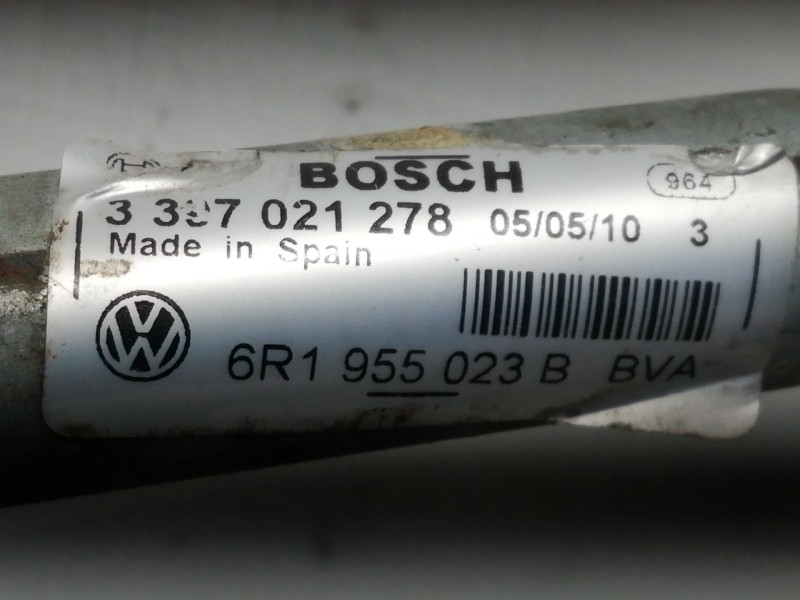 BOSCH
964
3 397 021 278 05/05/10 3
Made in Spain
6R1 955 023 B BVA